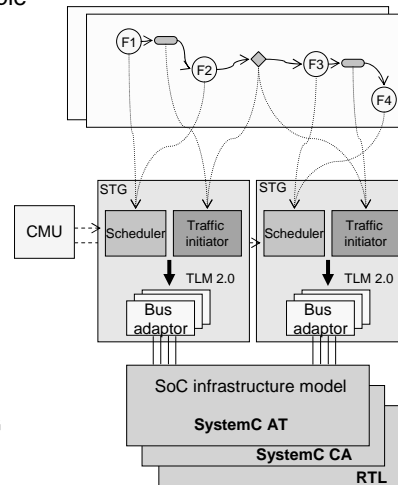 F1
F2
F3
F4
STG
STG
CMU
Scheduler
Traffic
initiator
Scheduler
Traffic
initiator
TLM 2.0
TLM 2.0
Bus
adaptor
Bus
adaptor
SoC infrastructure model
SystemC AT
SystemC CA
RTL